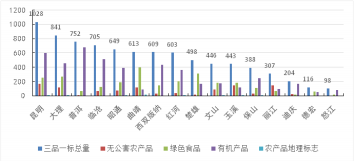 1200
1000
800
600
400
200
0
1028
841
752
705
649
613
609
603
498
446
443
388
307
204
116
98
昆明
大理
普洱
临沧
昭通
曲靖
西双版纳
红河
楚雄
文山
玉溪
保山
丽江
迪庆
德宏
怒江
三品一标总量 无公害农产品 绿色食品 有机产品 农产品地理标志